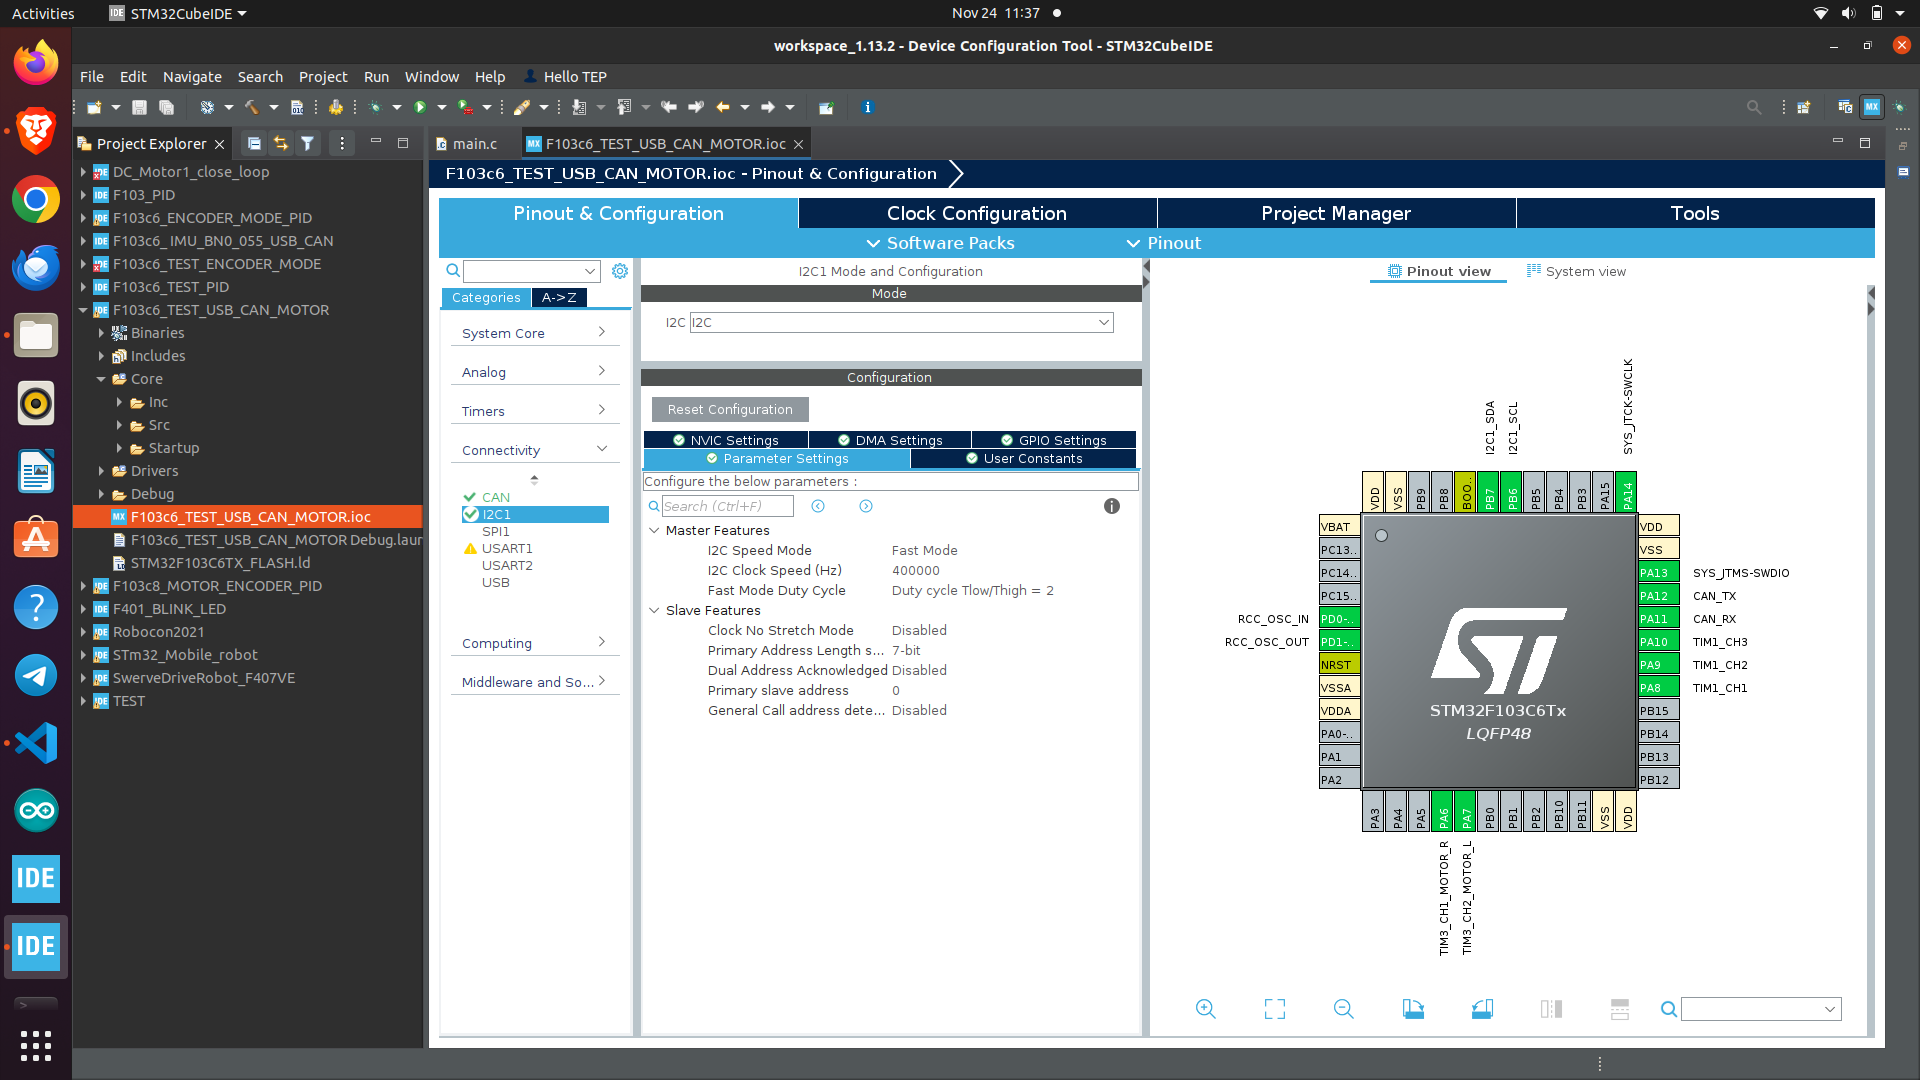 Activities
STM32CubeIDE
Nov 24 11:37
workspace_1.13.2 - Device Configuration Tool - STM32CubeIDE
File Edit Navigate Search Project Run Window Help Hello TEP
Project Explorer
main.c
F103c6_TEST_USB_CAN_MOTOR.ioc
DC_Motor1_close_loop
F103_PID
F103c6_ENCODER_MODE_PID
F103c6_ IMU_BN0_055_USB_CAN
F103c6_TEST_ENCODER_MODE
F103c6_TEST_PID
F103c6_TEST_USB_CAN_MOTOR
Binaries
Includes
Core
Inc
Src
Startup
Drivers
Debug
F103c6_TEST_USB_CAN_MOTOR.ioc
F103c6_TEST_USB_CAN_MOTOR Debug.laun
STM32F103C6TX_FLASH.ld
F103c8_MOTOR_ENCODER_PID
F401_BLINK_LED
Robocon2021
STm32_Mobile_robot
SwerveDriveRobot_F407VE
TEST
F103c6_TEST_USB_CAN_MOTOR.ioc - Pinout & Configuration
Pinout & Configuration
Clock Configuration
Project Manager
Tools
Software Packs
Pinout
Categories
A->Z
System Core
Analog
Timers
Connectivity
CAN
I2C1
SPI1
USART1
USART2
USB
Computing
Middleware and So...
I2C1 Mode and Configuration
Mode
I2C I2C
Configuration
Reset Configuration
NVIC Settings
DMA Settings
GPIO Settings
Parameter Settings
User Constants
Configure the below parameters :
Search (Ctrl+F)
Master Features
I2C Speed Mode Fast Mode
I2C Clock Speed (Hz) 400000
Fast Mode Duty Cycle Duty cycle Tlow/Thigh = 2
Slave Features
Clock No Stretch Mode Disabled
Primary Address Length s... 7-bit
Dual Address Acknowledged Disabled
Primary slave address 0
General Call address dete... Disabled
Pinout view
System view
I2C1_SDA
I2C1_SCL
SYS_JTCK-SWCLK
VDD
VSS
PB9
PB8
BOO..
PB7
PB6
PB5
PB4
PB3
PA15
PA14
VBAT
PC13..
PC14..
PC15..
RCC_OSC_IN PD0-..
RCC_OSC_OUT PD1-..
NRST
VSSA
VDDA
PA0-..
PA1
PA2
VDD
VSS
PA13 SYS_JTMS-SWDIO
PA12 CAN_TX
PA11 CAN_RX
PA10 TIM1_CH3
PA9 TIM1_CH2
PA8 TIM1_CH1
PB15
PB14
PB13
PB12
ST
STM32F103C6Tx
LQFP48
PA3
PA4
PA5
PA6
PA7
PB0
PB1
PB2
PB10
PB11
VSS
VDD
TIM3_CH1_MOTOR_R
TIM3_CH2_MOTOR_L
IDE
IDE
MX